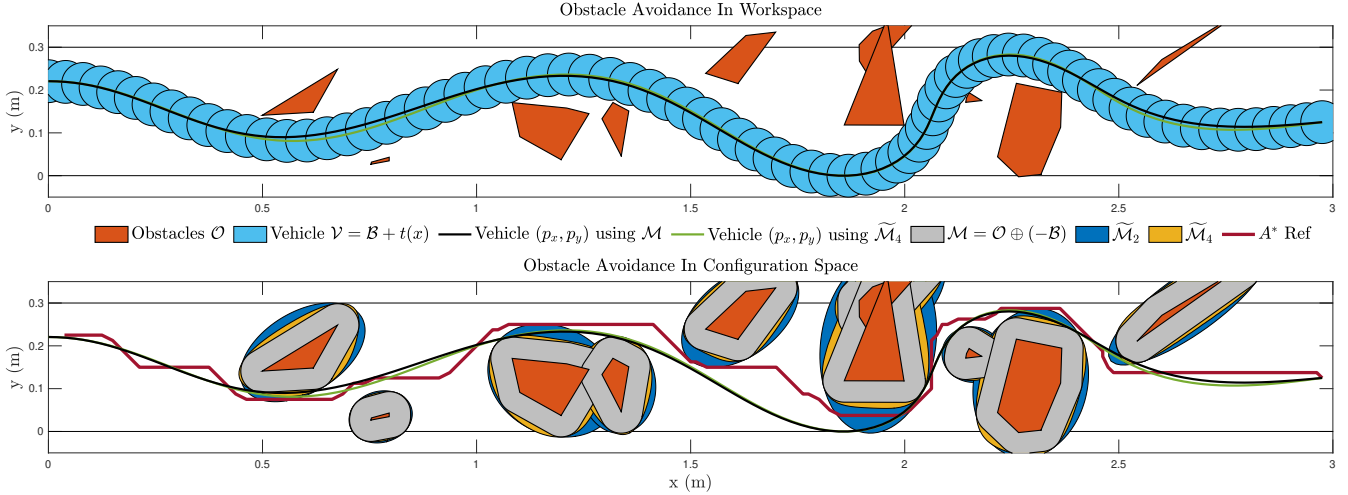 Obstacle Avoidance In Workspace
0.3
0.2
0.1
0
y (m)
0 0.5 1 1.5 2 2.5 3
Obstacles 𝒪 Vehicle 𝒱 = ℬ + t(x) Vehicle (pₓ, p_y) using ℳ Vehicle (pₓ, p_y) using ℳ̃₄ ℳ = 𝒪 ⊕ (−ℬ) ℳ̃₂ ℳ̃₄ A* Ref
Obstacle Avoidance In Configuration Space
0.3
0.2
0.1
0
y (m)
0 0.5 1 1.5 2 2.5 3
x (m)